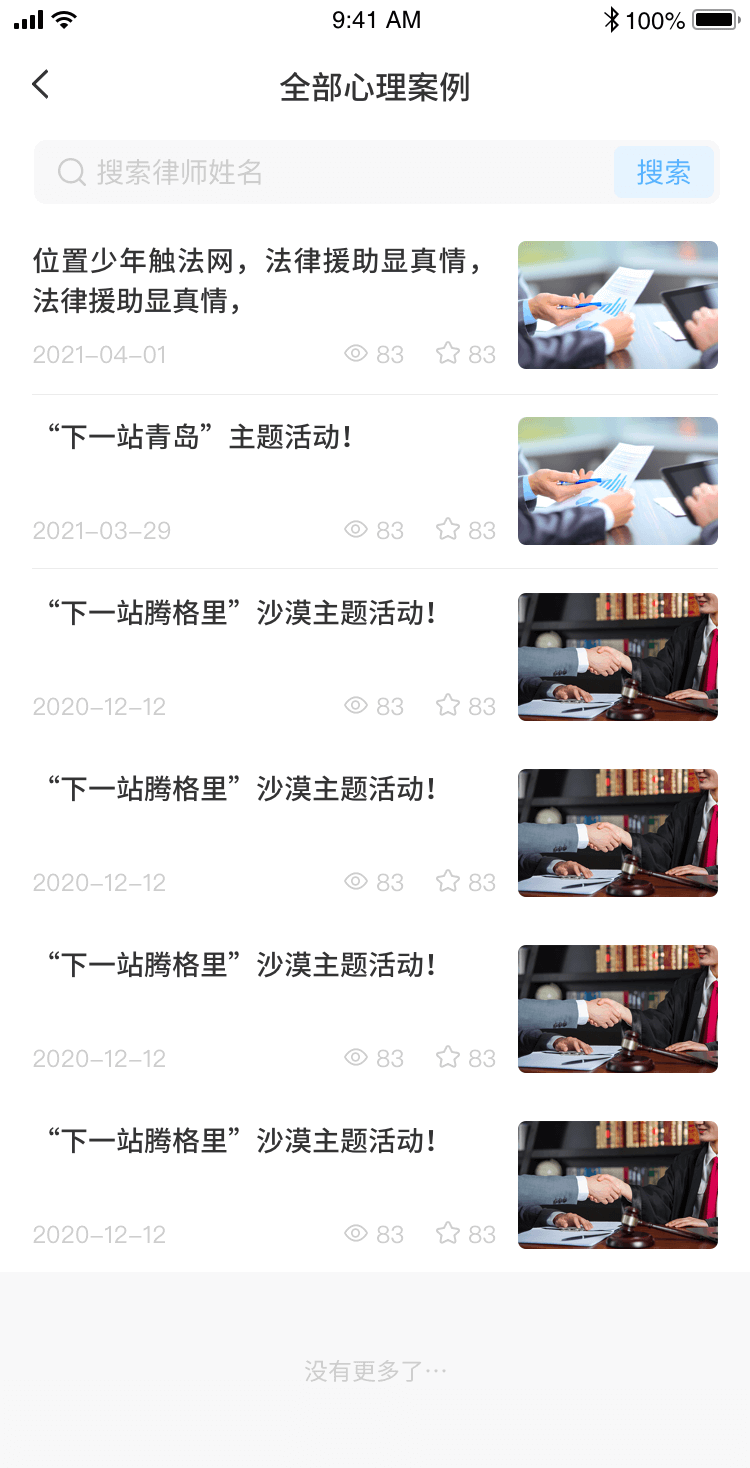 9:41 AM
100%
全部心理案例
搜索律师姓名
搜索
位置少年触法网，法律援助显真情，
法律援助显真情，
2021-04-01
83
83
“下一站青岛”主题活动！
2021-03-29
83
83
“下一站腾格里”沙漠主题活动！
2020-12-12
83
83
“下一站腾格里”沙漠主题活动！
2020-12-12
83
83
“下一站腾格里”沙漠主题活动！
2020-12-12
83
83
“下一站腾格里”沙漠主题活动！
2020-12-12
83
83
没有更多了…